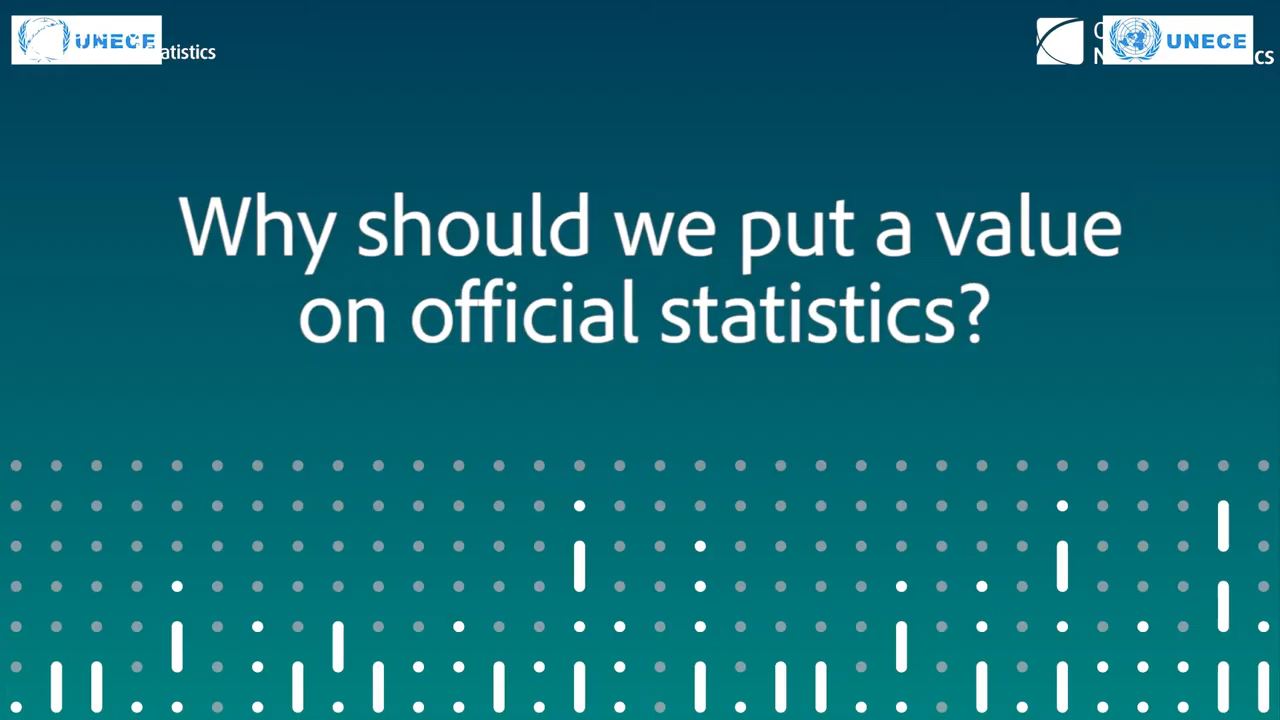 UNECE
atistics
UNECE
cs
Why should we put a value
on official statistics?